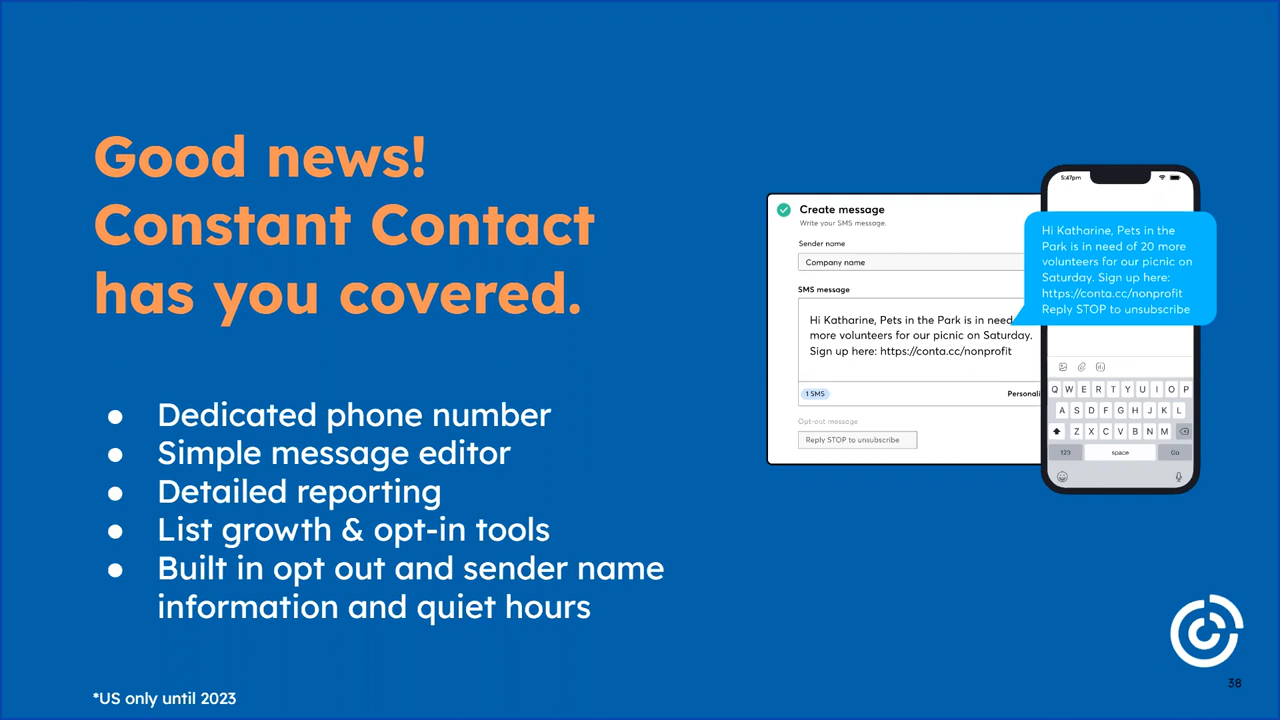 Good news!
Constant Contact
has you covered.
● Dedicated phone number
● Simple message editor
● Detailed reporting
● List growth & opt-in tools
● Built in opt out and sender name
information and quiet hours
*US only until 2023
Create message
Write your SMS message.
Sender name
Company name
SMS message
Hi Katharine, Pets in the Park is in need
more volunteers for our picnic on Saturday.
Sign up here: https://conta.cc/nonprofit
1 SMS
Personali
Opt-out message
Reply STOP to unsubscribe
5:47pm
Hi Katharine, Pets in the
Park is in need of 20 more
volunteers for our picnic on
Saturday. Sign up here:
https://conta.cc/nonprofit
Reply STOP to unsubscribe
Q W E R T Y U I O P
A S D F G H J K L
Z X C V B N M
123 space Go
38